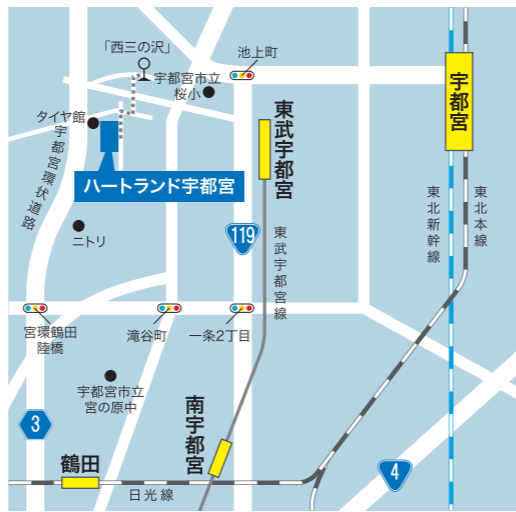 「西三の沢」
池上町
宇都宮市立
桜小
宇都宮
タイヤ館
東武宇都宮
宇都宮環状道路
ハートランド宇都宮
東北新幹線
東北本線
119
ニトリ
東武宇都宮線
宮環鶴田
陸橋
滝谷町
一条2丁目
宇都宮市立
宮の原中
3
南宇都宮
鶴田
4
日光線